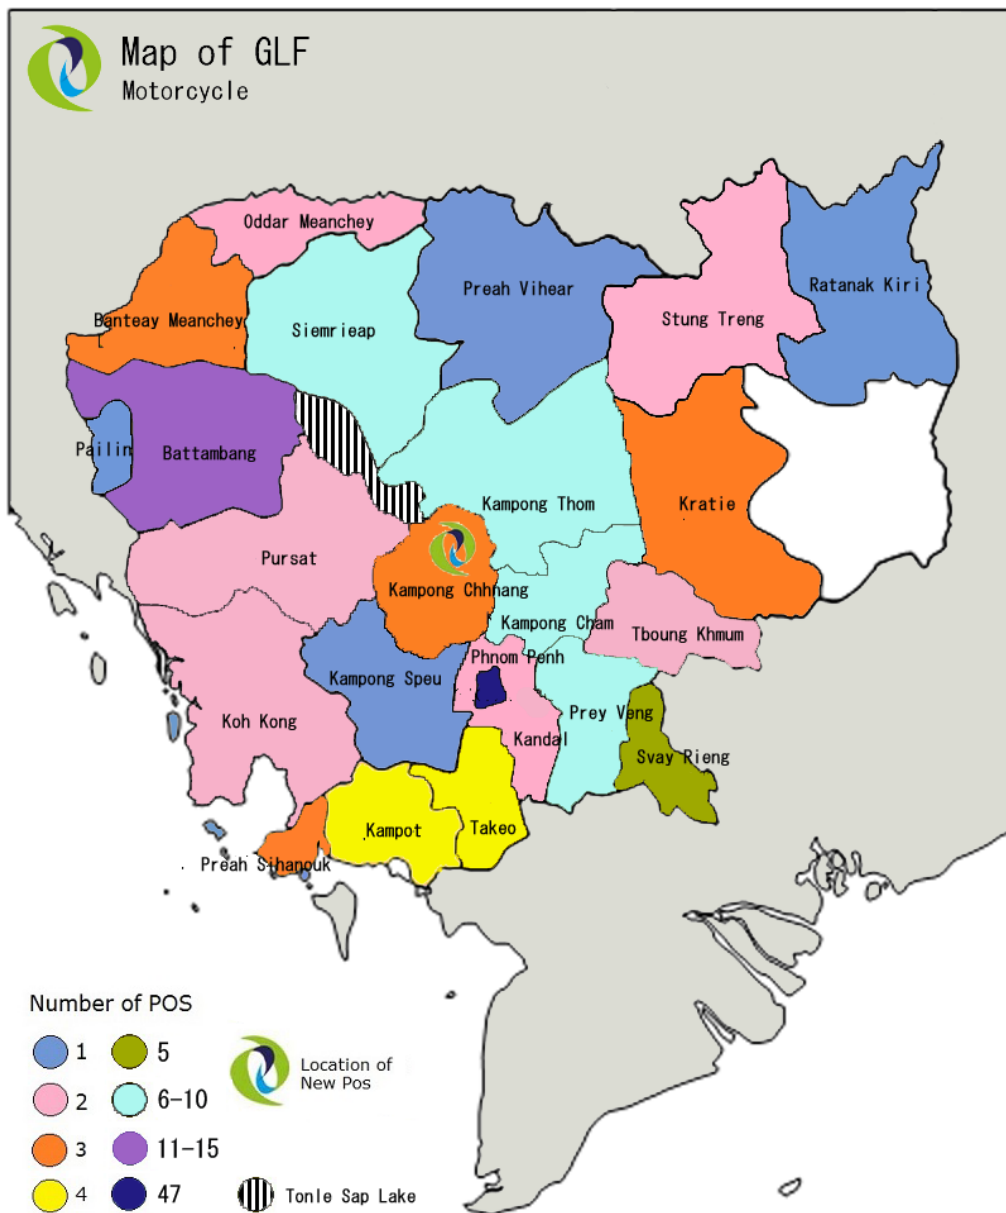 Map of GLF
Motorcycle
Oddar Meanchey
Preah Vihear
Ratanak Kiri
Banteay Meanchey
Siemrieap
Stung Treng
Pailin
Battambang
Kampong Thom
Kratie
Pursat
Kampong Chhnang
Kampong Cham
Tboung Khmum
Phnom Penh
Kampong Speu
Koh Kong
Prey Veng
Kandal
Svay Rieng
Kampot
Takeo
Preah Sihanouk
Number of POS
1
5
Location of
New Pos
2
6-10
3
11-15
4
47
Tonle Sap Lake